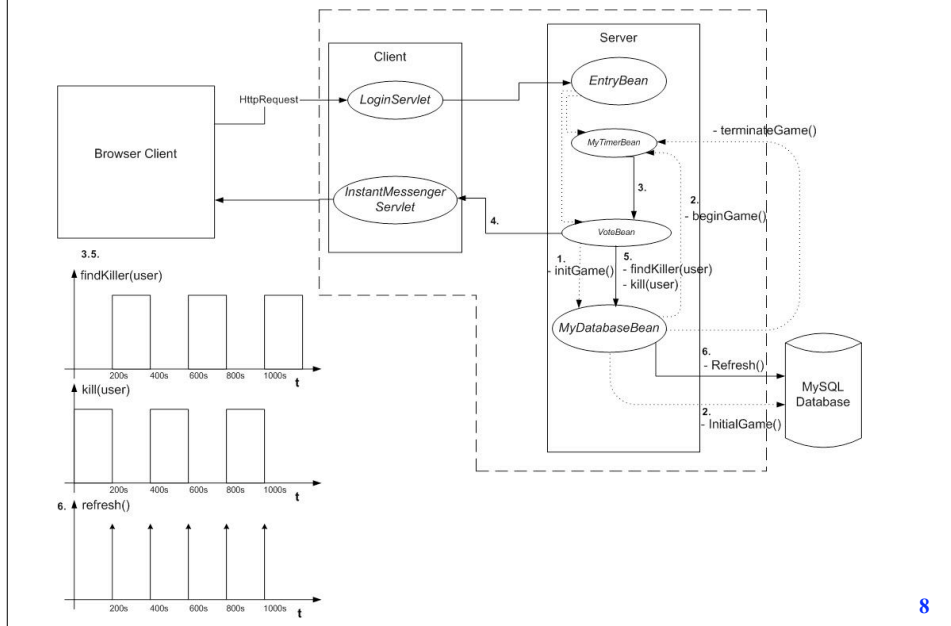 Server
Client
EntryBean
HttpRequest
LoginServlet
- terminateGame()
MyTimerBean
Browser Client
InstantMessenger
Servlet
3.
2.
- beginGame()
4.
VoteBean
3.5.
1.
- initGame()
5.
- findKiller(user)
- kill(user)
findKiller(user)
MyDatabaseBean
6.
- Refresh()
MySQL
Database
200s 400s 600s 800s 1000s t
kill(user)
2.
- InitialGame()
200s 400s 600s 800s 1000s t
6. refresh()
200s 400s 600s 800s 1000s t
8